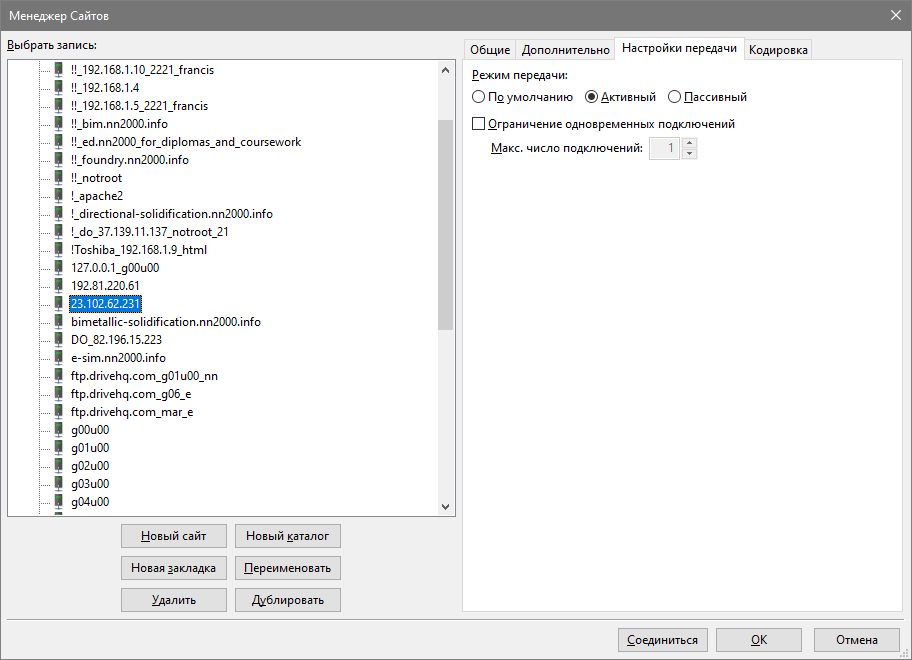 Менеджер Сайтов
Выбрать запись:
!!_192.168.1.10_2221_francis
!!_192.168.1.4
!!_192.168.1.5_2221_francis
!!_bim.nn2000.info
!!_ed.nn2000_for_diplomas_and_coursework
!!_foundry.nn2000.info
!!_notroot
!_apache2
!_directional-solidification.nn2000.info
!_do_37.139.11.137_notroot_21
!Toshiba_192.168.1.9_html
127.0.0.1_g00u00
192.81.220.61
23.102.62.231
bimetallic-solidification.nn2000.info
DO_82.196.15.223
e-sim.nn2000.info
ftp.drivehq.com_g01u00_nn
ftp.drivehq.com_g06_e
ftp.drivehq.com_mar_e
g00u00
g01u00
g02u00
g03u00
g04u00
Новый сайт Новый каталог
Новая закладка Переименовать
Удалить Дублировать
Общие Дополнительно Настройки передачи Кодировка
Режим передачи:
По умолчанию Активный Пассивный
Ограничение одновременных подключений
Макс. число подключений: 1
Соединиться OK Отмена